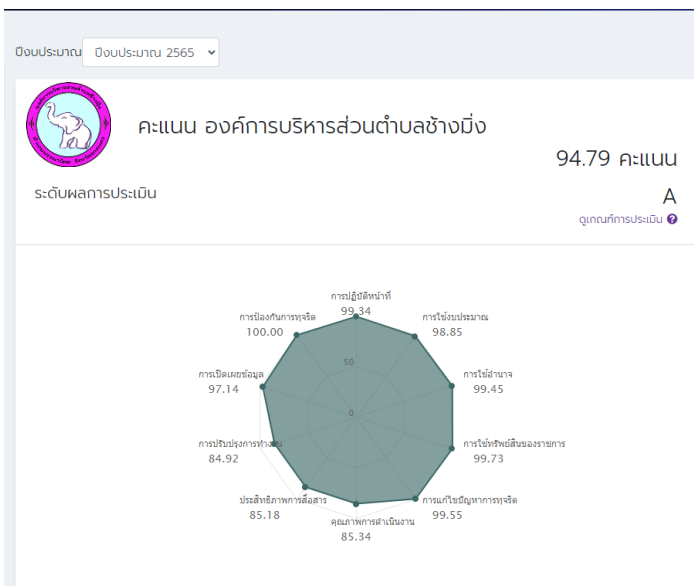 ปีงบประมาณ ปีงบประมาณ 2565
คะแนน องค์การบริหารส่วนตำบลช้างมิ่ง
94.79 คะแนน
ระดับผลการประเมิน
A
ดูเกณฑ์การประเมิน ?
การปฏิบัติหน้าที่
99.34
การป้องกันการทุจริต
100.00
การใช้งบประมาณ
98.85
50
การเปิดเผยข้อมูล
97.14
การใช้อำนาจ
99.45
0
การปรับปรุงการทำงาน
84.92
การใช้ทรัพย์สินของราชการ
99.73
ประสิทธิภาพการสื่อสาร
85.18
การแก้ไขปัญหาการทุจริต
99.55
คุณภาพการดำเนินงาน
85.34